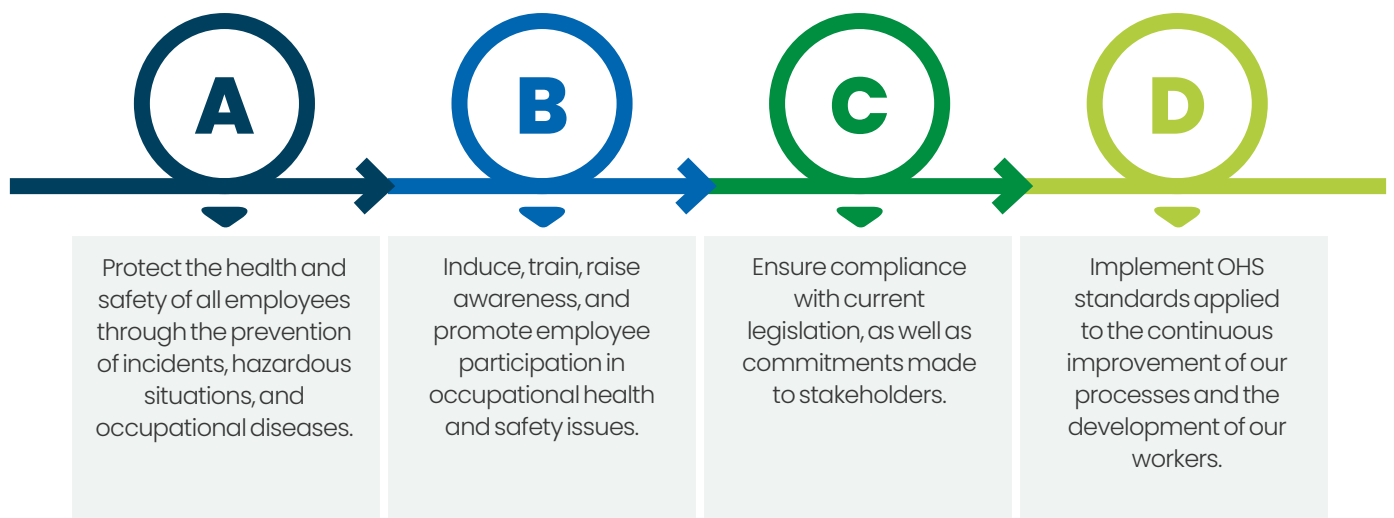 A
Protect the health and
safety of all employees
through the prevention
of incidents, hazardous
situations, and
occupational diseases.
B
Induce, train, raise
awareness, and
promote employee
participation in
occupational health
and safety issues.
C
Ensure compliance
with current
legislation, as well as
commitments made
to stakeholders.
D
Implement OHS
standards applied
to the continuous
improvement of our
processes and the
development of our
workers.